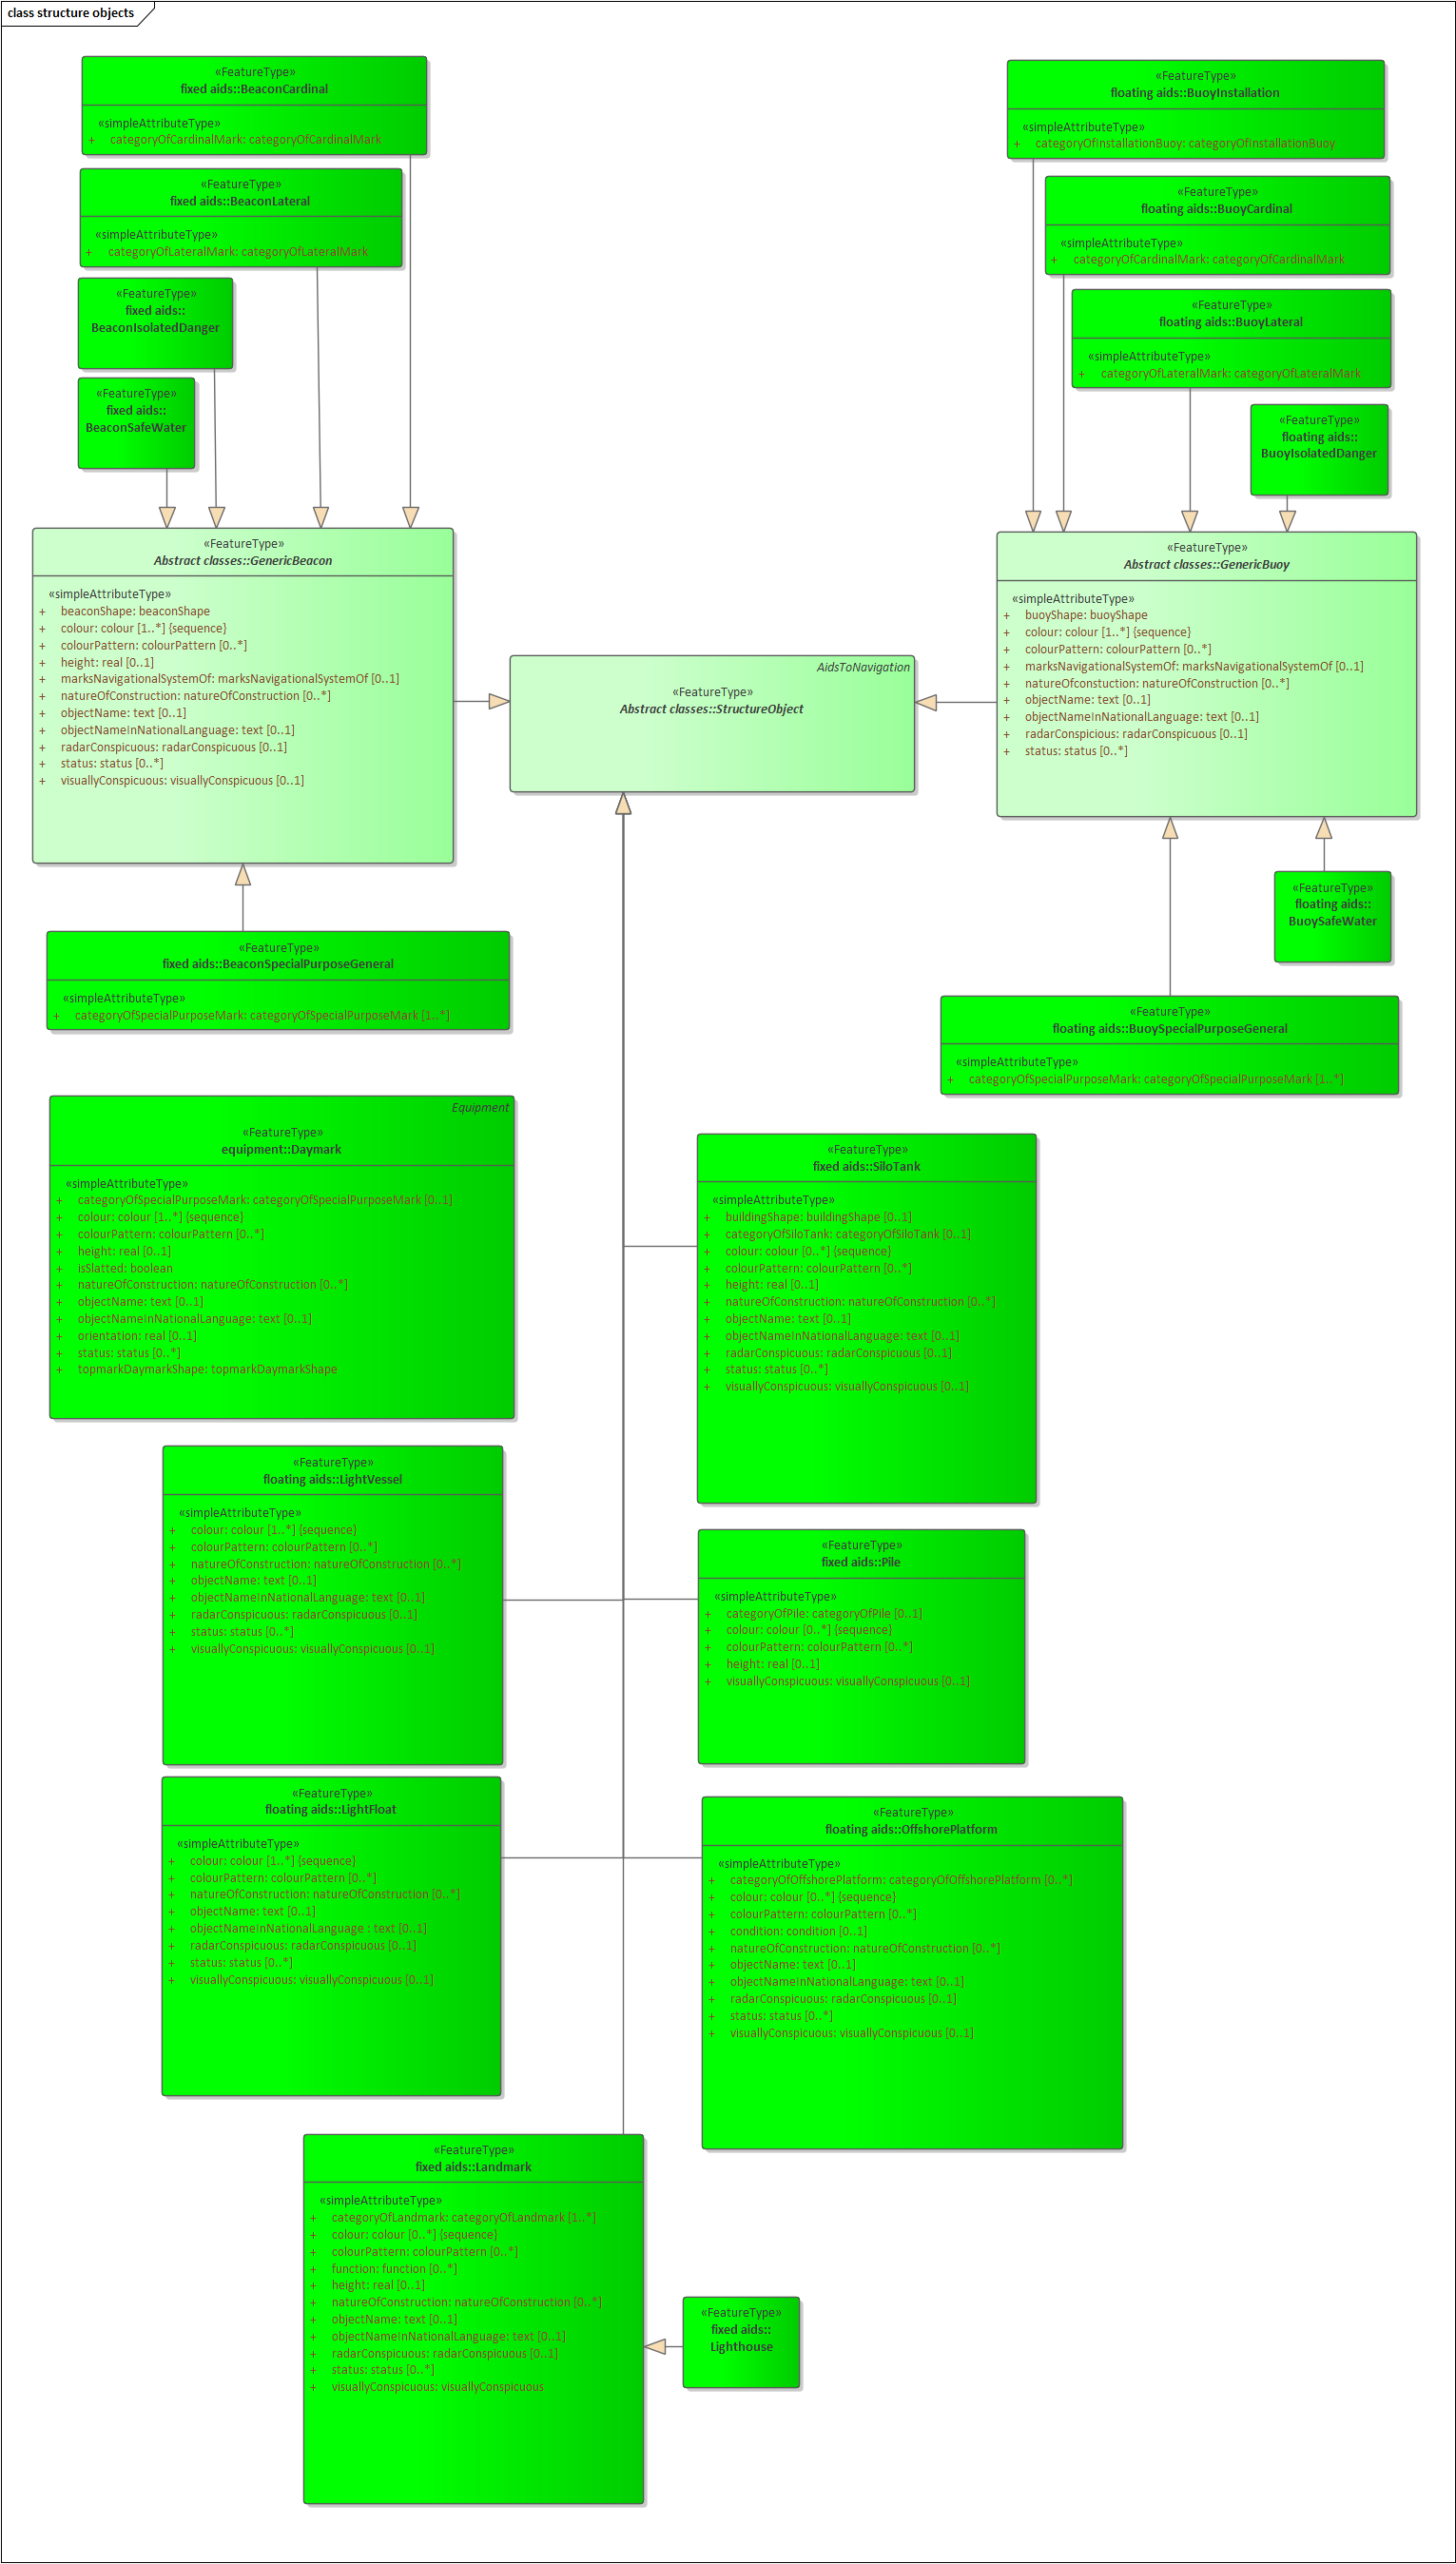 class structure objects
«FeatureType»
fixed aids::BeaconCardinal
«simpleAttributeType»
+ categoryOfCardinalMark: categoryOfCardinalMark
«FeatureType»
fixed aids::BeaconLateral
«simpleAttributeType»
+ categoryOfLateralMark: categoryOfLateralMark
«FeatureType»
fixed aids::
BeaconIsolatedDanger
«FeatureType»
fixed aids::
BeaconSafeWater
«FeatureType»
floating aids::BuoyInstallation
«simpleAttributeType»
+ categoryOfInstallationBuoy: categoryOfInstallationBuoy
«FeatureType»
floating aids::BuoyCardinal
«simpleAttributeType»
+ categoryOfCardinalMark: categoryOfCardinalMark
«FeatureType»
floating aids::BuoyLateral
«simpleAttributeType»
+ categoryOfLateralMark: categoryOfLateralMark
«FeatureType»
floating aids::
BuoyIsolatedDanger
«FeatureType»
Abstract classes::GenericBeacon
«simpleAttributeType»
+ beaconShape: beaconShape
+ colour: colour [1..*] {sequence}
+ colourPattern: colourPattern [0..*]
+ height: real [0..1]
+ marksNavigationalSystemOf: marksNavigationalSystemOf [0..1]
+ natureOfConstruction: natureOfConstruction [0..*]
+ objectName: text [0..1]
+ objectNameInNationalLanguage: text [0..1]
+ radarConspicuous: radarConspicuous [0..1]
+ status: status [0..*]
+ visuallyConspicuous: visuallyConspicuous [0..1]
AidsToNavigation
«FeatureType»
Abstract classes::StructureObject
«FeatureType»
Abstract classes::GenericBuoy
«simpleAttributeType»
+ buoyShape: buoyShape
+ colour: colour [1..*] {sequence}
+ colourPattern: colourPattern [0..*]
+ marksNavigationalSystemOf: marksNavigationalSystemOf [0..1]
+ natureOfconstuction: natureOfConstruction [0..*]
+ objectName: text [0..1]
+ objectNameInNationalLanguage: text [0..1]
+ radarConspicious: radarConspicuous [0..1]
+ status: status [0..*]
«FeatureType»
floating aids::
BuoySafeWater
«FeatureType»
fixed aids::BeaconSpecialPurposeGeneral
«simpleAttributeType»
+ categoryOfSpecialPurposeMark: categoryOfSpecialPurposeMark [1..*]
«FeatureType»
floating aids::BuoySpecialPurposeGeneral
«simpleAttributeType»
+ categoryOfSpecialPurposeMark: categoryOfSpecialPurposeMark [1..*]
Equipment
«FeatureType»
equipment::Daymark
«simpleAttributeType»
+ categoryOfSpecialPurposeMark: categoryOfSpecialPurposeMark [0..1]
+ colour: colour [1..*] {sequence}
+ colourPattern: colourPattern [0..*]
+ height: real [0..1]
+ isSlatted: boolean
+ natureOfConstruction: natureOfConstruction [0..*]
+ objectName: text [0..1]
+ objectNameInNationalLanguage: text [0..1]
+ orientation: real [0..1]
+ status: status [0..*]
+ topmarkDaymarkShape: topmarkDaymarkShape
«FeatureType»
fixed aids::SiloTank
«simpleAttributeType»
+ buildingShape: buildingShape [0..1]
+ categoryOfSiloTank: categoryOfSiloTank [0..1]
+ colour: colour [0..*] {sequence}
+ colourPattern: colourPattern [0..*]
+ height: real [0..1]
+ natureOfConstruction: natureOfConstruction [0..*]
+ objectName: text [0..1]
+ objectNameInNationalLanguage: text [0..1]
+ radarConspicuous: radarConspicuous [0..1]
+ status: status [0..*]
+ visuallyConspicuous: visuallyConspicuous [0..1]
«FeatureType»
floating aids::LightVessel
«simpleAttributeType»
+ colour: colour [1..*] {sequence}
+ colourPattern: colourPattern [0..*]
+ natureOfConstruction: natureOfConstruction [0..*]
+ objectName: text [0..1]
+ objectNameInNationalLanguage: text [0..1]
+ radarConspicuous: radarConspicuous [0..1]
+ status: status [0..*]
+ visuallyConspicuous: visuallyConspicuous [0..1]
«FeatureType»
fixed aids::Pile
«simpleAttributeType»
+ categoryOfPile: categoryOfPile [0..1]
+ colour: colour [0..*] {sequence}
+ colourPattern: colourPattern [0..*]
+ height: real [0..1]
+ visuallyConspicuous: visuallyConspicuous [0..1]
«FeatureType»
floating aids::LightFloat
«simpleAttributeType»
+ colour: colour [1..*] {sequence}
+ colourPattern: colourPattern [0..*]
+ natureOfConstruction: natureOfConstruction [0..*]
+ objectName: text [0..1]
+ objectNameInNationalLanguage : text [0..1]
+ radarConspicuous: radarConspicuous [0..1]
+ status: status [0..*]
+ visuallyConspicuous: visuallyConspicuous [0..1]
«FeatureType»
floating aids::OffshorePlatform
«simpleAttributeType»
+ categoryOfOffshorePlatform: categoryOfOffshorePlatform [0..*]
+ colour: colour [0..*] {sequence}
+ colourPattern: colourPattern [0..*]
+ condition: condition [0..1]
+ natureOfConstruction: natureOfConstruction [0..*]
+ objectName: text [0..1]
+ objectNameInNationalLanguage: text [0..1]
+ radarConspicuous: radarConspicuous [0..1]
+ status: status [0..*]
+ visuallyConspicuous: visuallyConspicuous [0..1]
«FeatureType»
fixed aids::Landmark
«simpleAttributeType»
+ categoryOfLandmark: categoryOfLandmark [1..*]
+ colour: colour [0..*] {sequence}
+ colourPattern: colourPattern [0..*]
+ function: function [0..*]
+ height: real [0..1]
+ natureOfConstruction: natureOfConstruction [0..*]
+ objectName: text [0..1]
+ objectNameInNationalLanguage: text [0..1]
+ radarConspicuous: radarConspicuous [0..1]
+ status: status [0..*]
+ visuallyConspicuous: visuallyConspicuous
«FeatureType»
fixed aids::
Lighthouse